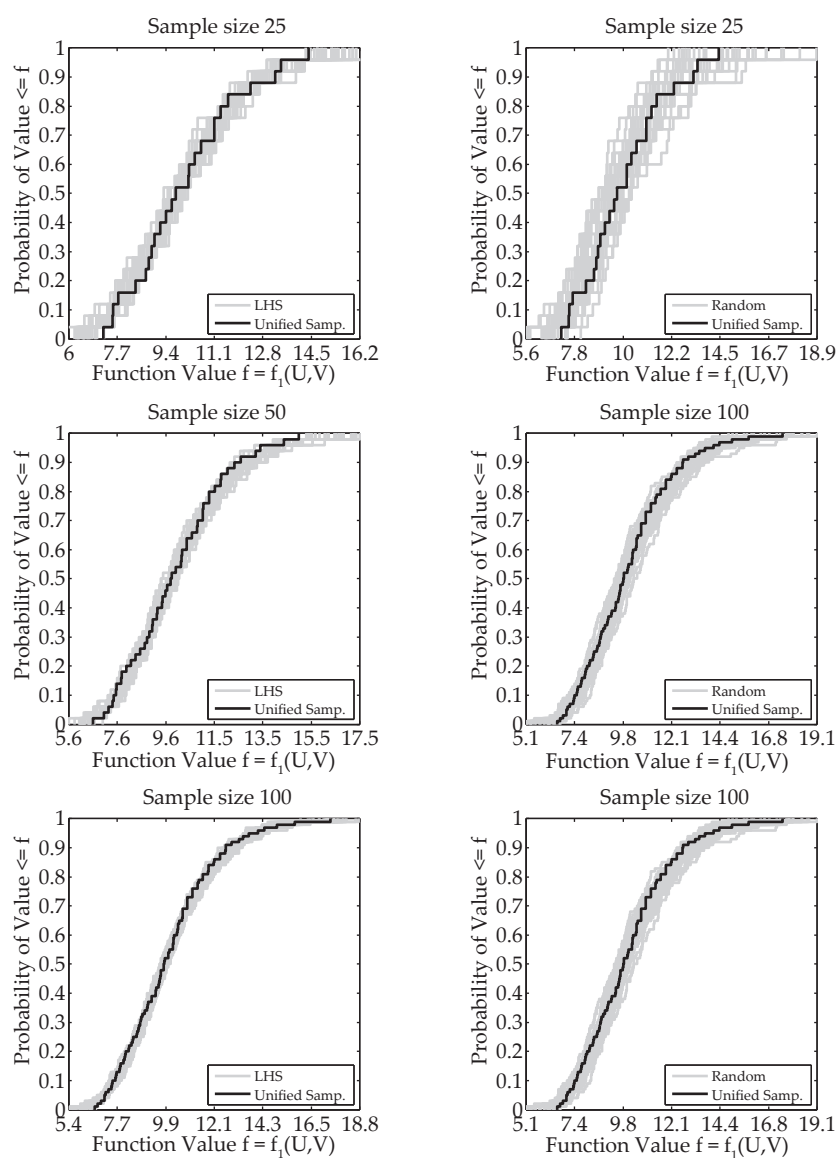 Sample size 25
Probability of Value <= f
1
0.9
0.8
0.7
0.6
0.5
0.4
0.3
0.2
0.1
0
LHS
Unified Samp.
6 7.7 9.4 11.1 12.8 14.5 16.2
Function Value f = f1(U,V)
Sample size 25
Probability of Value <= f
1
0.9
0.8
0.7
0.6
0.5
0.4
0.3
0.2
0.1
0
Random
Unified Samp.
5.6 7.8 10 12.2 14.5 16.7 18.9
Function Value f = f1(U,V)
Sample size 50
Probability of Value <= f
1
0.9
0.8
0.7
0.6
0.5
0.4
0.3
0.2
0.1
0
LHS
Unified Samp.
5.6 7.6 9.6 11.5 13.5 15.5 17.5
Function Value f = f1(U,V)
Sample size 100
Probability of Value <= f
1
0.9
0.8
0.7
0.6
0.5
0.4
0.3
0.2
0.1
0
Random
Unified Samp.
5.1 7.4 9.8 12.1 14.4 16.8 19.1
Function Value f = f1(U,V)
Sample size 100
Probability of Value <= f
1
0.9
0.8
0.7
0.6
0.5
0.4
0.3
0.2
0.1
0
LHS
Unified Samp.
5.4 7.7 9.9 12.1 14.3 16.5 18.8
Function Value f = f1(U,V)
Sample size 100
Probability of Value <= f
1
0.9
0.8
0.7
0.6
0.5
0.4
0.3
0.2
0.1
0
Random
Unified Samp.
5.1 7.4 9.8 12.1 14.4 16.8 19.1
Function Value f = f1(U,V)